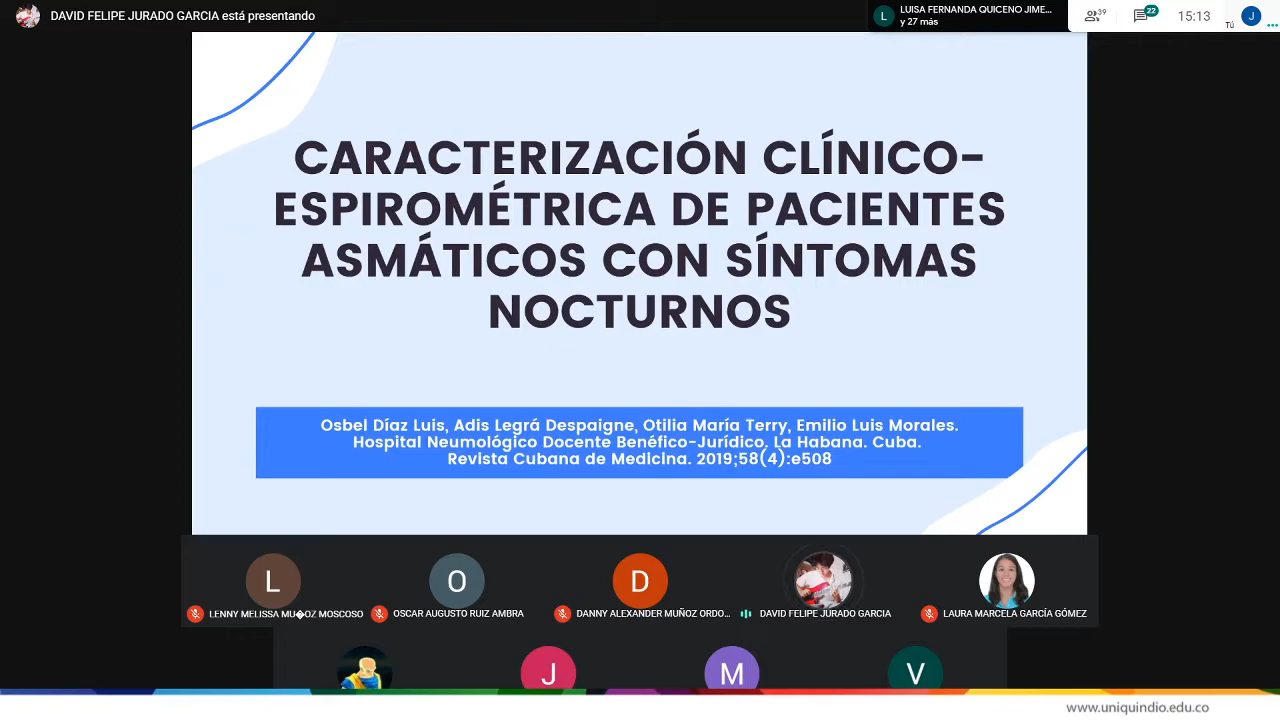 DAVID FELIPE JURADO GARCIA está presentando
L
LUISA FERNANDA QUICENO JIME...
y 27 más
39
22
15:13
Tú
J
CARACTERIZACIÓN CLÍNICO-
ESPIROMÉTRICA DE PACIENTES
ASMÁTICOS CON SÍNTOMAS
NOCTURNOS
Osbel Díaz Luis, Adis Legrá Despaigne, Otilia María Terry, Emilio Luis Morales.
Hospital Neumológico Docente Benéfico-Jurídico. La Habana. Cuba.
Revista Cubana de Medicina. 2019;58(4):e508
L
O
D
LENNY MELISSA MU�OZ MOSCOSO
OSCAR AUGUSTO RUIZ AMBRA
DANNY ALEXANDER MUÑOZ ORDO...
DAVID FELIPE JURADO GARCIA
LAURA MARCELA GARCÍA GÓMEZ
J
M
V
www.uniquindio.edu.co